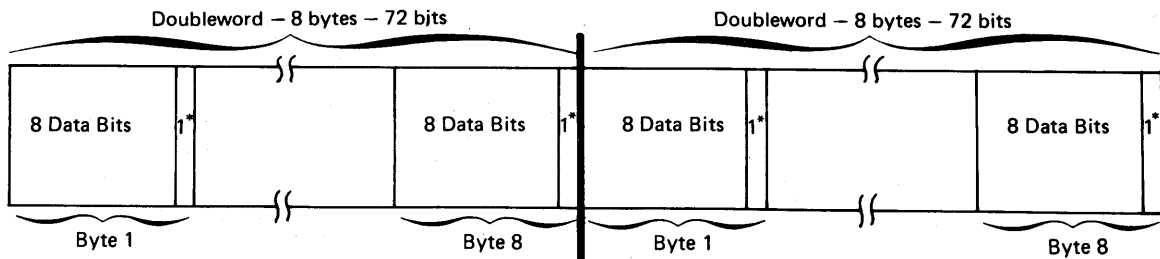 Doubleword – 8 bytes – 72 bits
Doubleword – 8 bytes – 72 bits
8 Data Bits
1*
8 Data Bits
1*
8 Data Bits
1*
8 Data Bits
1*
Byte 1
Byte 8
Byte 1
Byte 8